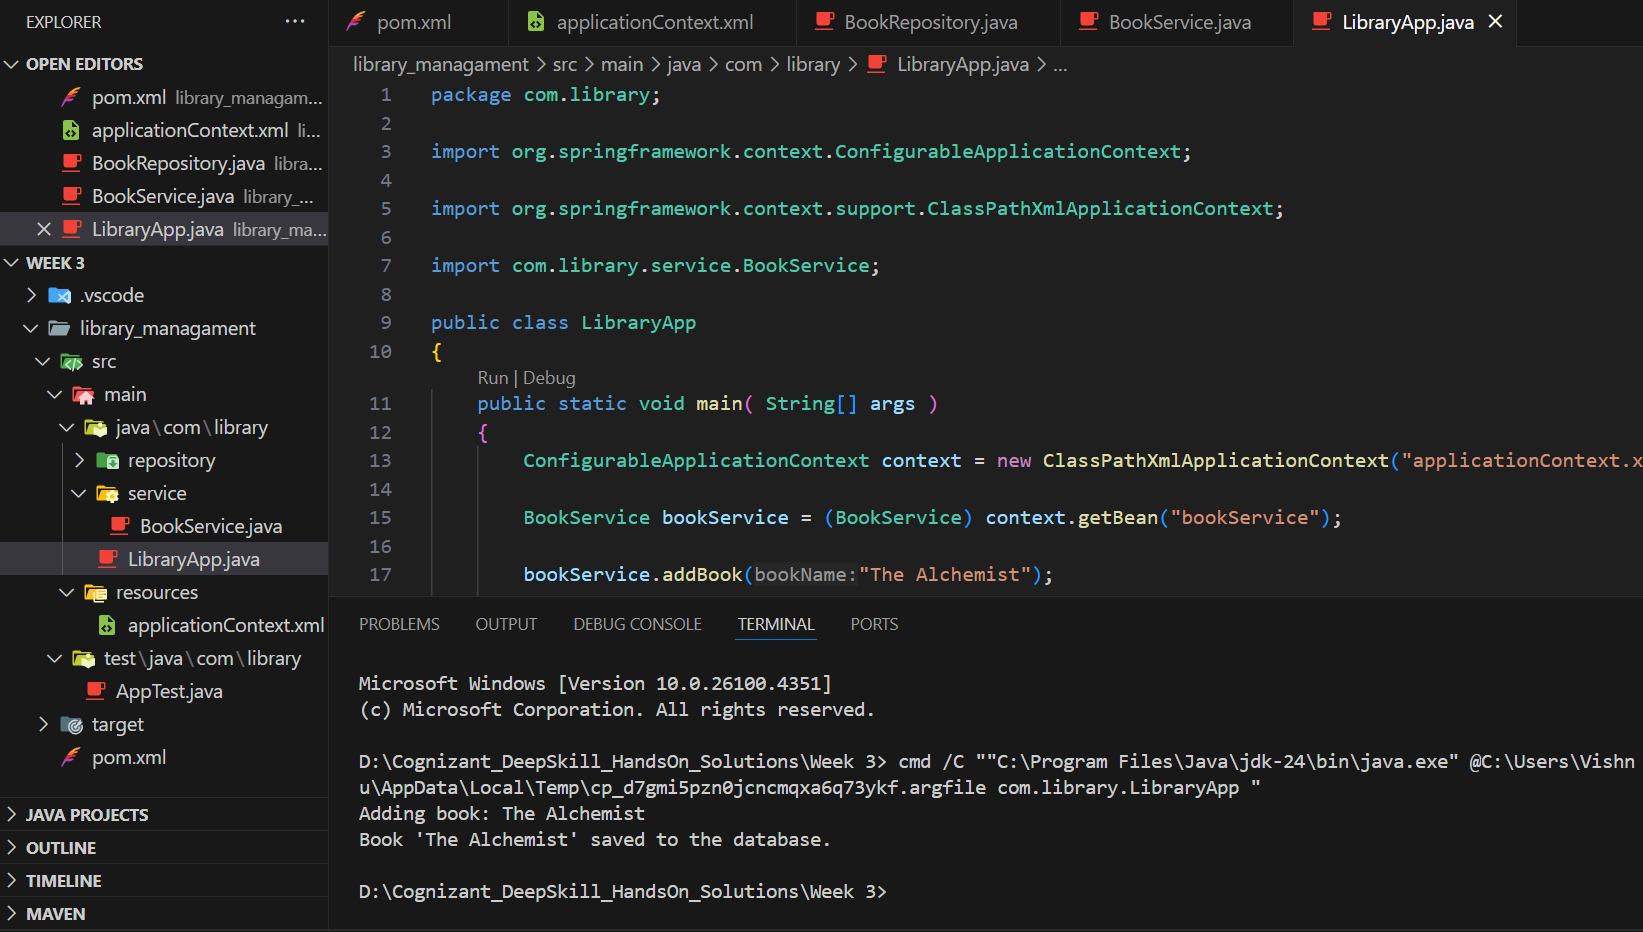 EXPLORER ...
OPEN EDITORS
pom.xml library_managam...
applicationContext.xml li...
BookRepository.java libra...
BookService.java library_...
LibraryApp.java library_ma...
WEEK 3
.vscode
library_managament
src
main
java\com\library
repository
service
BookService.java
LibraryApp.java
resources
applicationContext.xml
test\java\com\library
AppTest.java
target
pom.xml
JAVA PROJECTS
OUTLINE
TIMELINE
MAVEN
pom.xml applicationContext.xml BookRepository.java BookService.java LibraryApp.java
library_managament > src > main > java > com > library > LibraryApp.java > ...
1 package com.library;
2
3 import org.springframework.context.ConfigurableApplicationContext;
4
5 import org.springframework.context.support.ClassPathXmlApplicationContext;
6
7 import com.library.service.BookService;
8
9 public class LibraryApp
10 {
Run | Debug
11 public static void main( String[] args )
12 {
13 ConfigurableApplicationContext context = new ClassPathXmlApplicationContext("applicationContext.x
14
15 BookService bookService = (BookService) context.getBean("bookService");
16
17 bookService.addBook(bookName:"The Alchemist");
PROBLEMS OUTPUT DEBUG CONSOLE TERMINAL PORTS
Microsoft Windows [Version 10.0.26100.4351]
(c) Microsoft Corporation. All rights reserved.
D:\Cognizant_DeepSkill_HandsOn_Solutions\Week 3> cmd /C ""C:\Program Files\Java\jdk-24\bin\java.exe" @C:\Users\Vishn
u\AppData\Local\Temp\cp_d7gmi5pzn0jcncmqxa6q73ykf.argfile com.library.LibraryApp "
Adding book: The Alchemist
Book 'The Alchemist' saved to the database.
D:\Cognizant_DeepSkill_HandsOn_Solutions\Week 3>